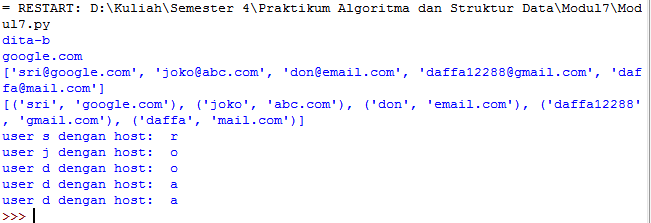 = RESTART: D:\Kuliah\Semester 4\Praktikum Algoritma dan Struktur Data\Modul7\Mod
ul7.py
dita-b
google.com
['sri@google.com', 'joko@abc.com', 'don@email.com', 'daffa12288@gmail.com', 'daf
fa@mail.com']
[('sri', 'google.com'), ('joko', 'abc.com'), ('don', 'email.com'), ('daffa12288'
, 'gmail.com'), ('daffa', 'mail.com')]
user s dengan host:  r
user j dengan host:  o
user d dengan host:  o
user d dengan host:  a
user d dengan host:  a
>>>